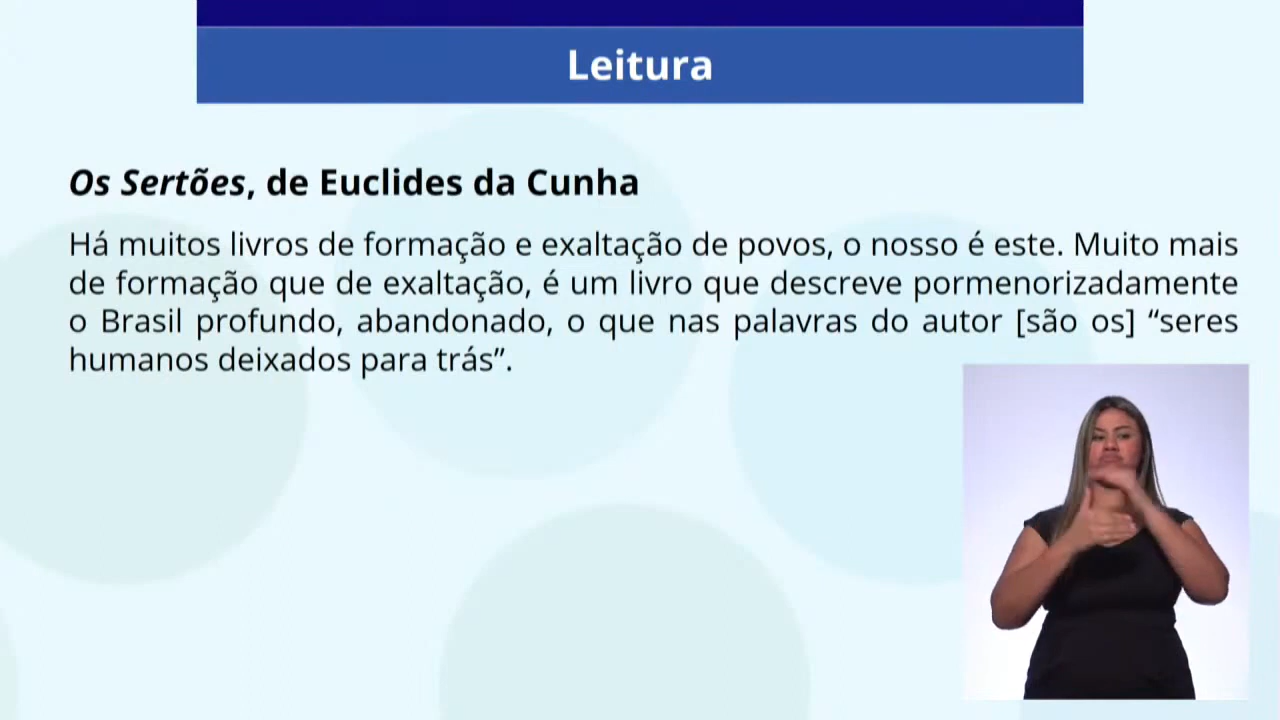 Leitura
Os Sertões, de Euclides da Cunha
Há muitos livros de formação e exaltação de povos, o nosso é este. Muito mais
de formação que de exaltação, é um livro que descreve pormenorizadamente
o Brasil profundo, abandonado, o que nas palavras do autor [são os] “seres
humanos deixados para trás”.